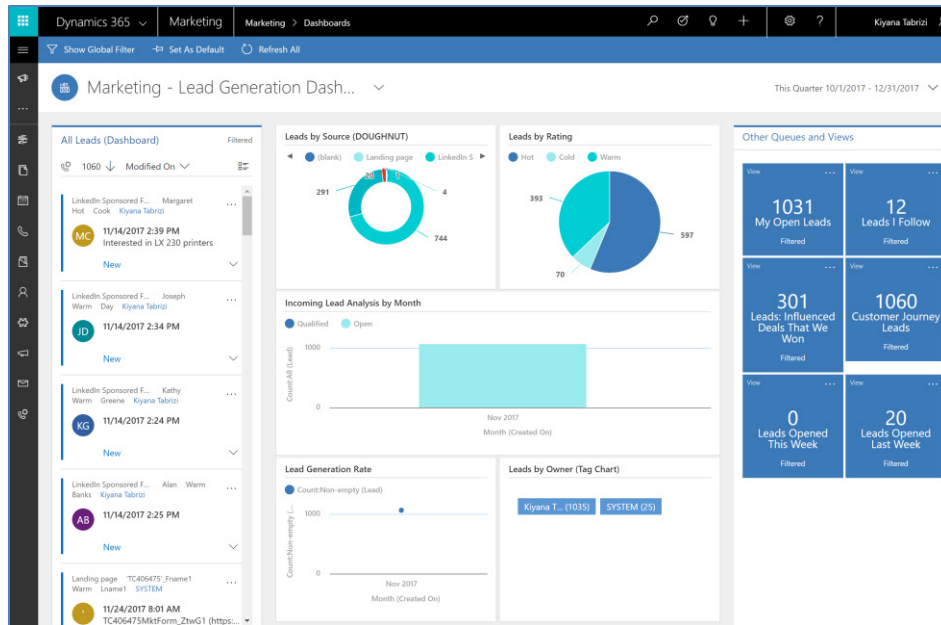 Dynamics 365
Marketing
Marketing > Dashboards
?
Kiyana Tabrizi
Show Global Filter
Set As Default
Refresh All
Marketing - Lead Generation Dash...
This Quarter 10/1/2017 - 12/31/2017
All Leads (Dashboard)
Filtered
1060
Modified On
LinkedIn Sponsored F... Margaret
Hot Cook Kiyana Tabrizi
...
MC
11/14/2017 2:39 PM
Interested in LX 230 printers
New
LinkedIn Sponsored F... Joseph
Warm Day Kiyana Tabrizi
...
JD
11/14/2017 2:34 PM
New
LinkedIn Sponsored F... Kathy
Warm Greene Kiyana Tabrizi
...
KG
11/14/2017 2:24 PM
New
LinkedIn Sponsored F... Alan Warm
Banks Kiyana Tabrizi
...
AB
11/14/2017 2:25 PM
New
Landing page 'TC406475'_Fname1
Warm Lname1 SYSTEM
...
11/24/2017 8:01 AM
TC406475MktForm_ZtwG1 (https:...
Leads by Source (DOUGHNUT)
(blank)
Landing page
LinkedIn S
20
1
291
4
744
Leads by Rating
Hot
Cold
Warm
393
597
70
Incoming Lead Analysis by Month
Qualified
Open
Count:All (Lead)
1000
0
Nov 2017
Month (Created On)
Lead Generation Rate
Count:Non-empty (Lead)
Count:Non-empty (...
1000
0
Nov 2017
Month (Created On)
Leads by Owner (Tag Chart)
Kiyana T... (1035)
SYSTEM (25)
Other Queues and Views
View
...
1031
My Open Leads
Filtered
View
...
12
Leads I Follow
Filtered
View
...
301
Leads: Influenced
Deals That We
Won
Filtered
View
...
1060
Customer Journey
Leads
Filtered
View
...
0
Leads Opened
This Week
Filtered
View
...
20
Leads Opened
Last Week
Filtered